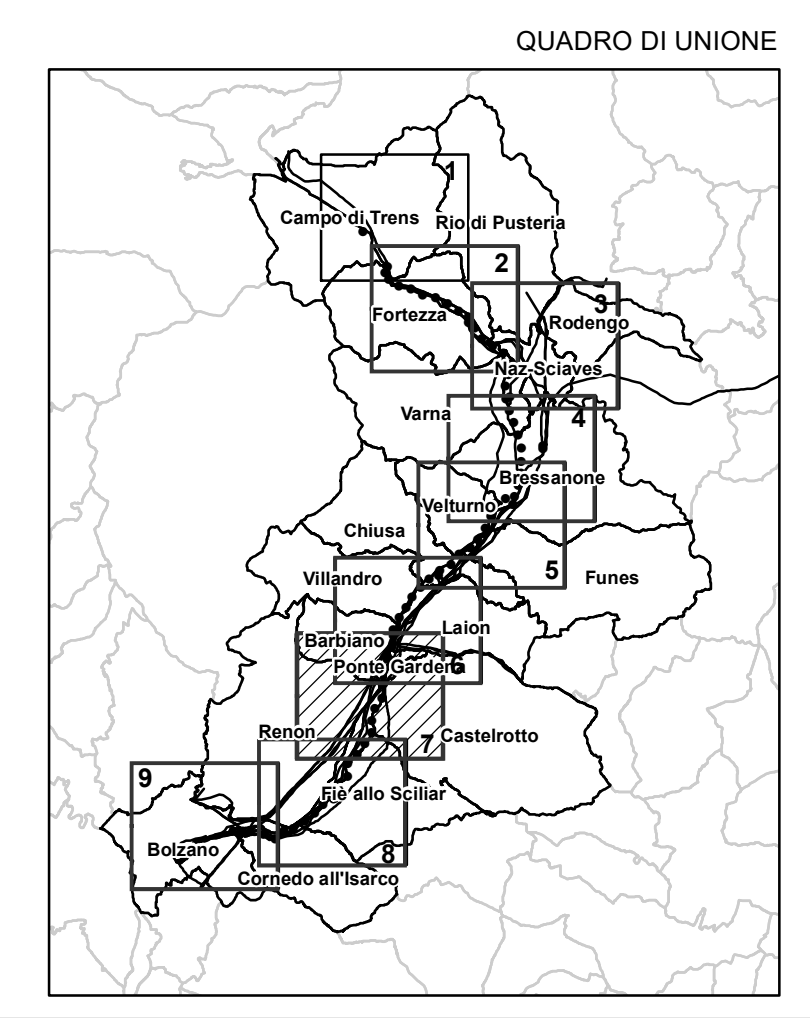 QUADRO DI UNIONE
1
Campo di Trens
Rio di Pusteria
2
3
Fortezza
Rodengo
Naz-Sciaves
Varna
4
Bressanone
Velturno
Chiusa
5
Villandro
Funes
Laion
Barbiano
Ponte Gardena
6
Renon
7
Castelrotto
9
Fiè allo Sciliar
Bolzano
8
Cornedo all'Isarco